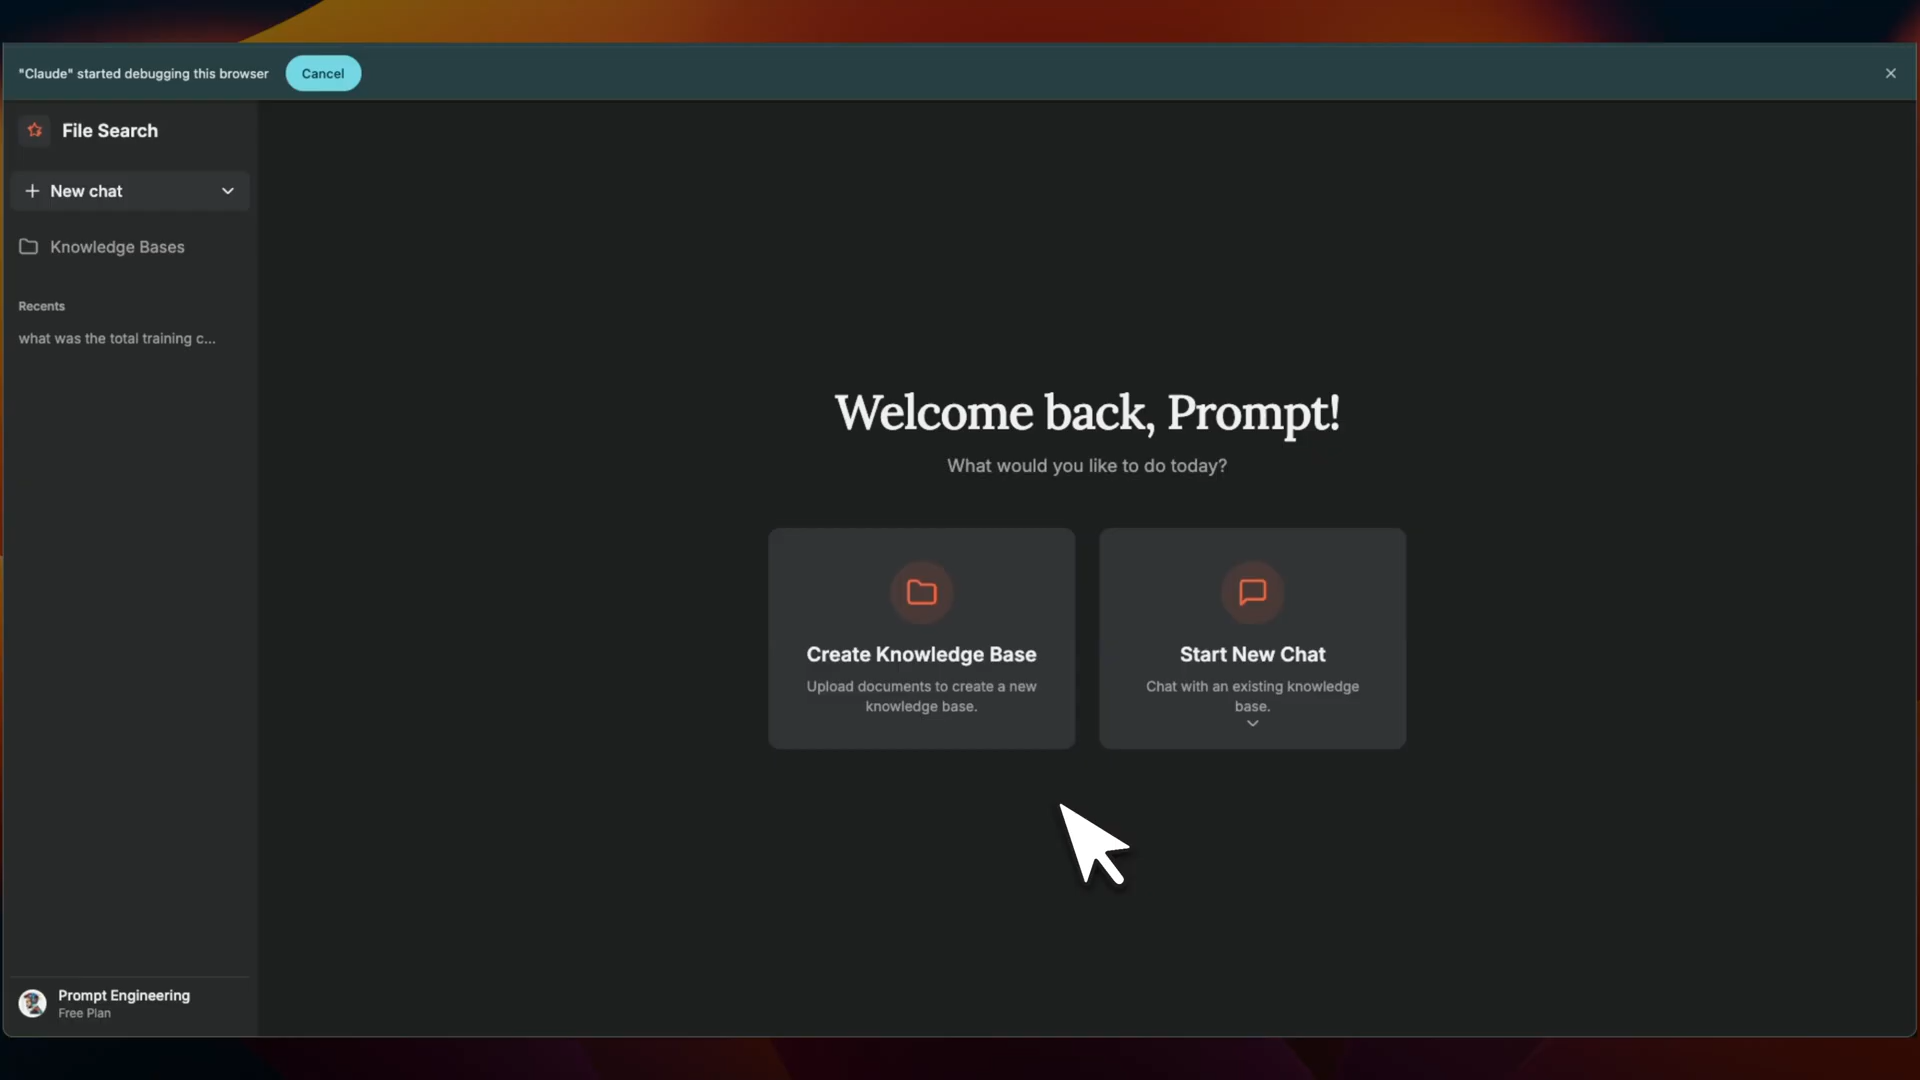 "Claude" started debugging this browser
Cancel
File Search
New chat
Knowledge Bases
Recents
what was the total training c...
Welcome back, Prompt!
What would you like to do today?
Create Knowledge Base
Upload documents to create a new
knowledge base.
Start New Chat
Chat with an existing knowledge
base.
Prompt Engineering
Free Plan